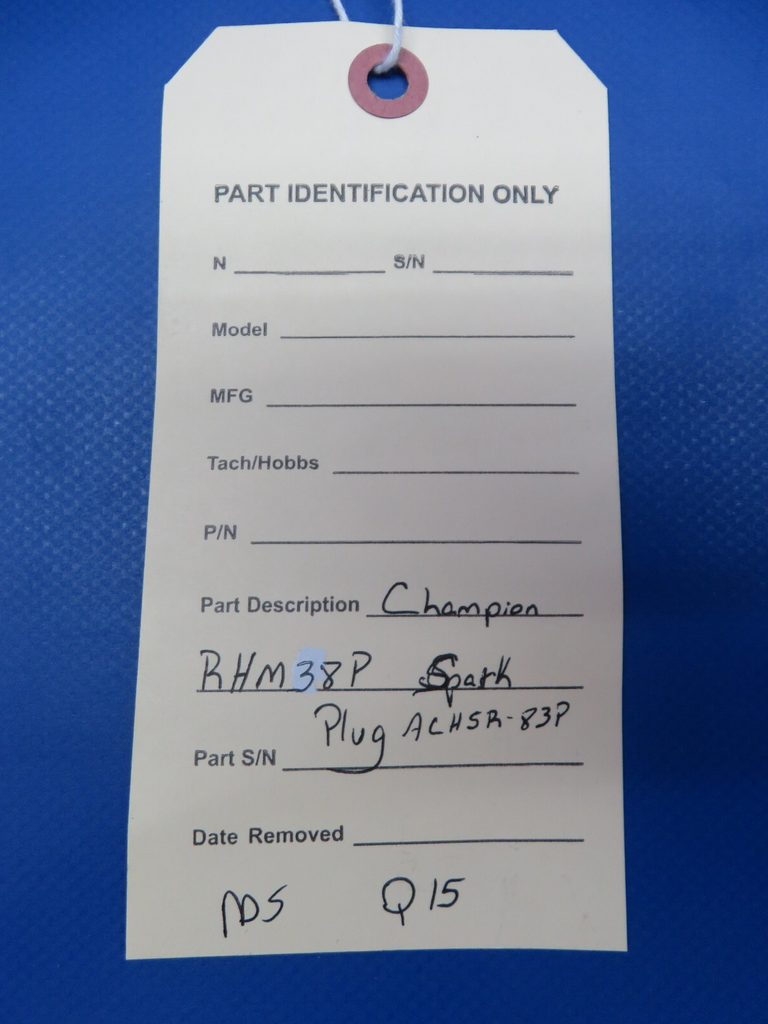 PART IDENTIFICATION ONLY
N S/N
Model
MFG
Tach/Hobbs
P/N
Part Description Champion
RHM38P Spark
Plug ACHSR-83P
Part S/N
Date Removed
NDS Q15